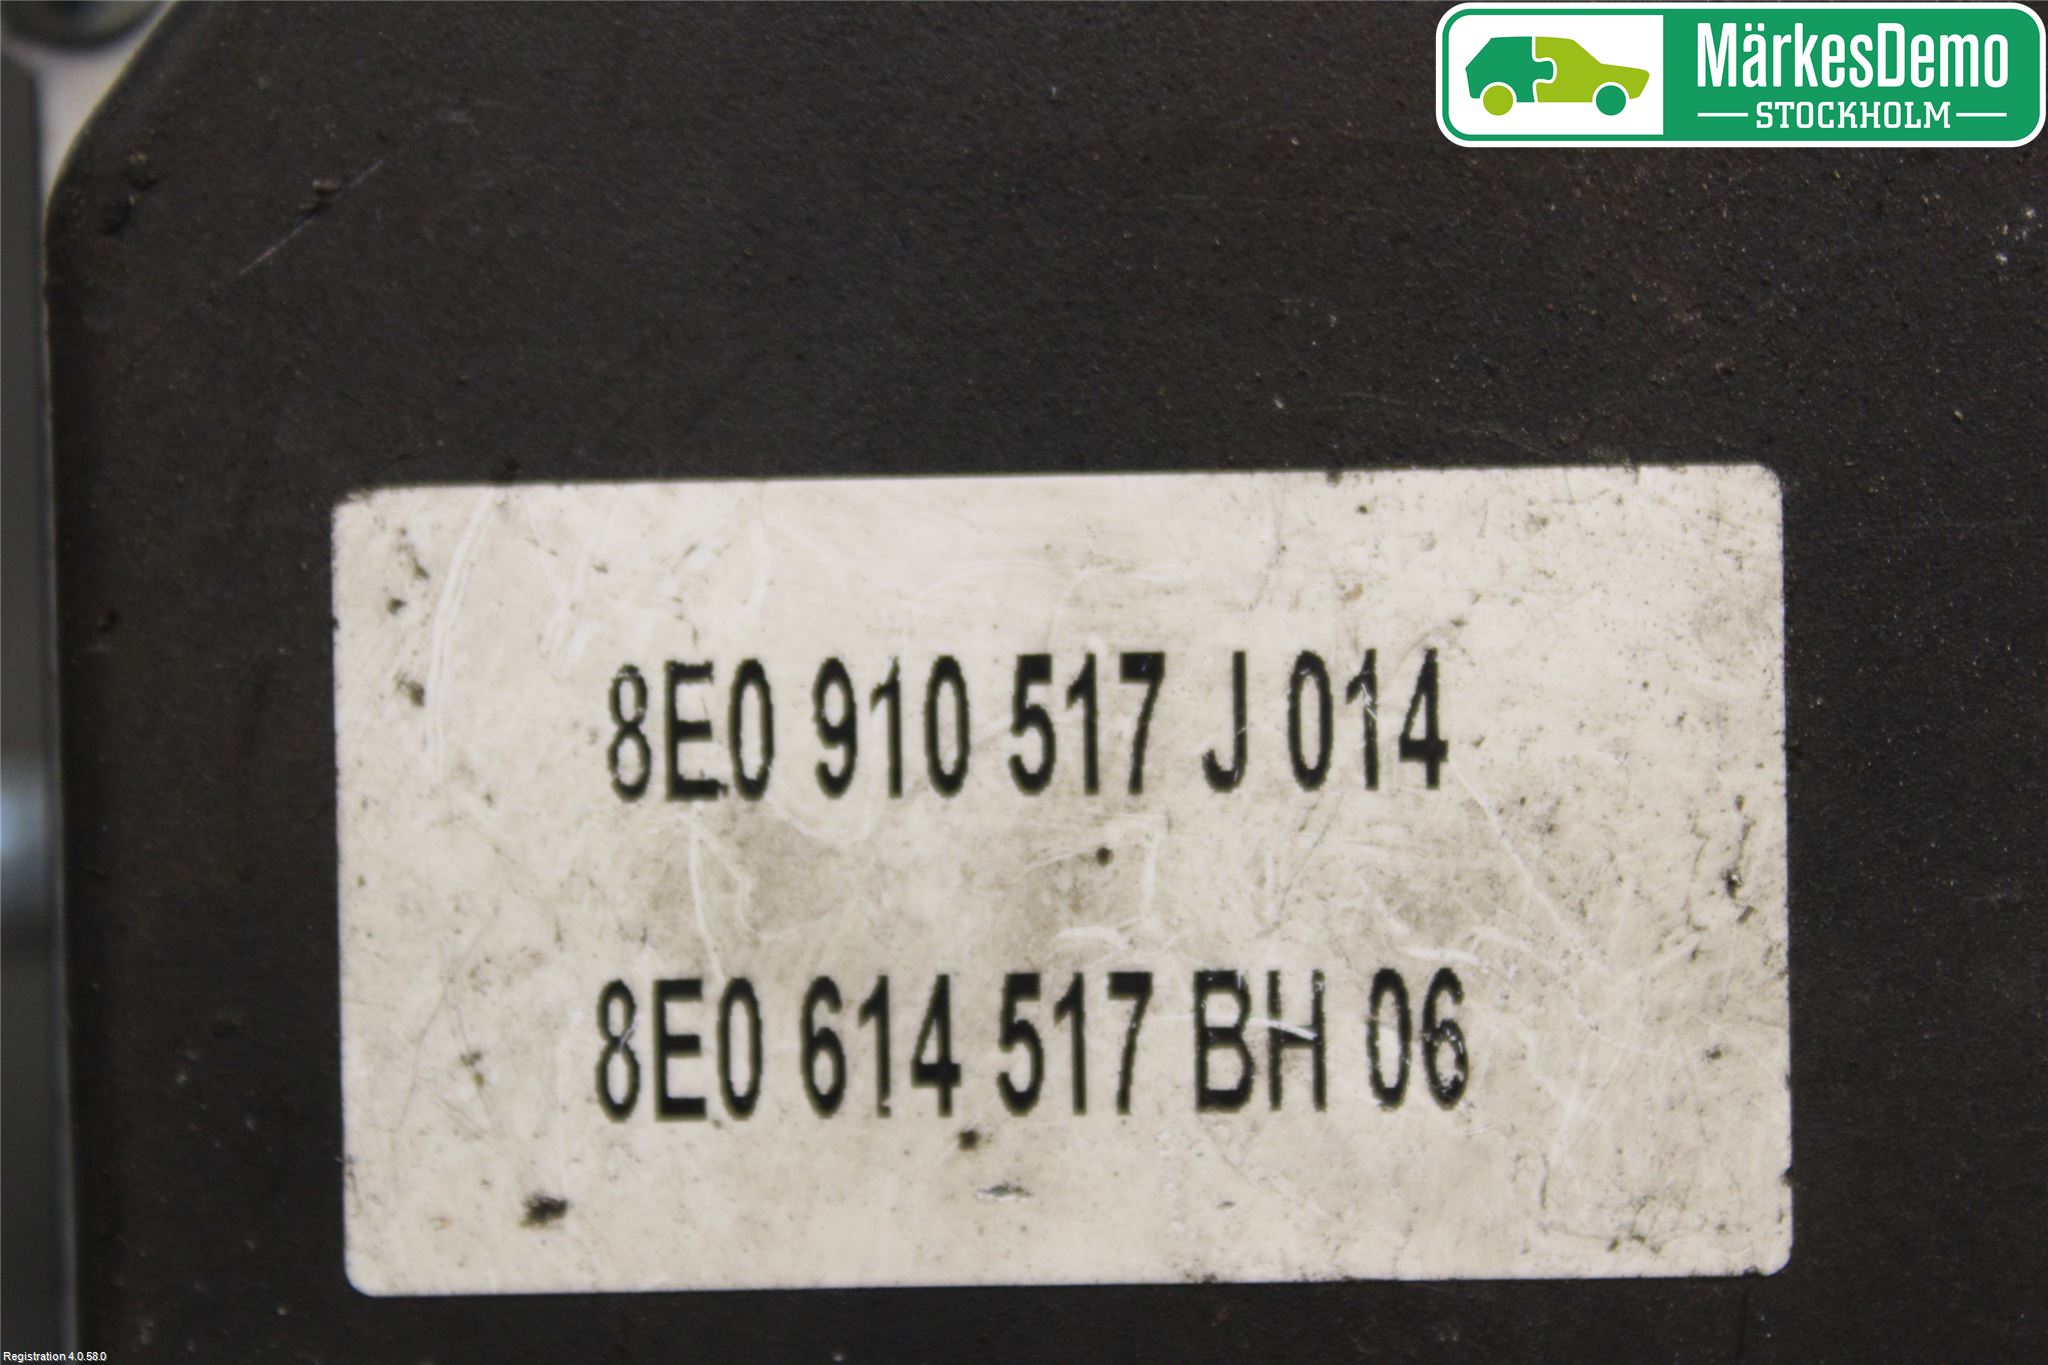 MärkesDemo
STOCKHOLM
8E0 910 517 J 014
8E0 614 517 BH 06
Registration 4.0.58.0